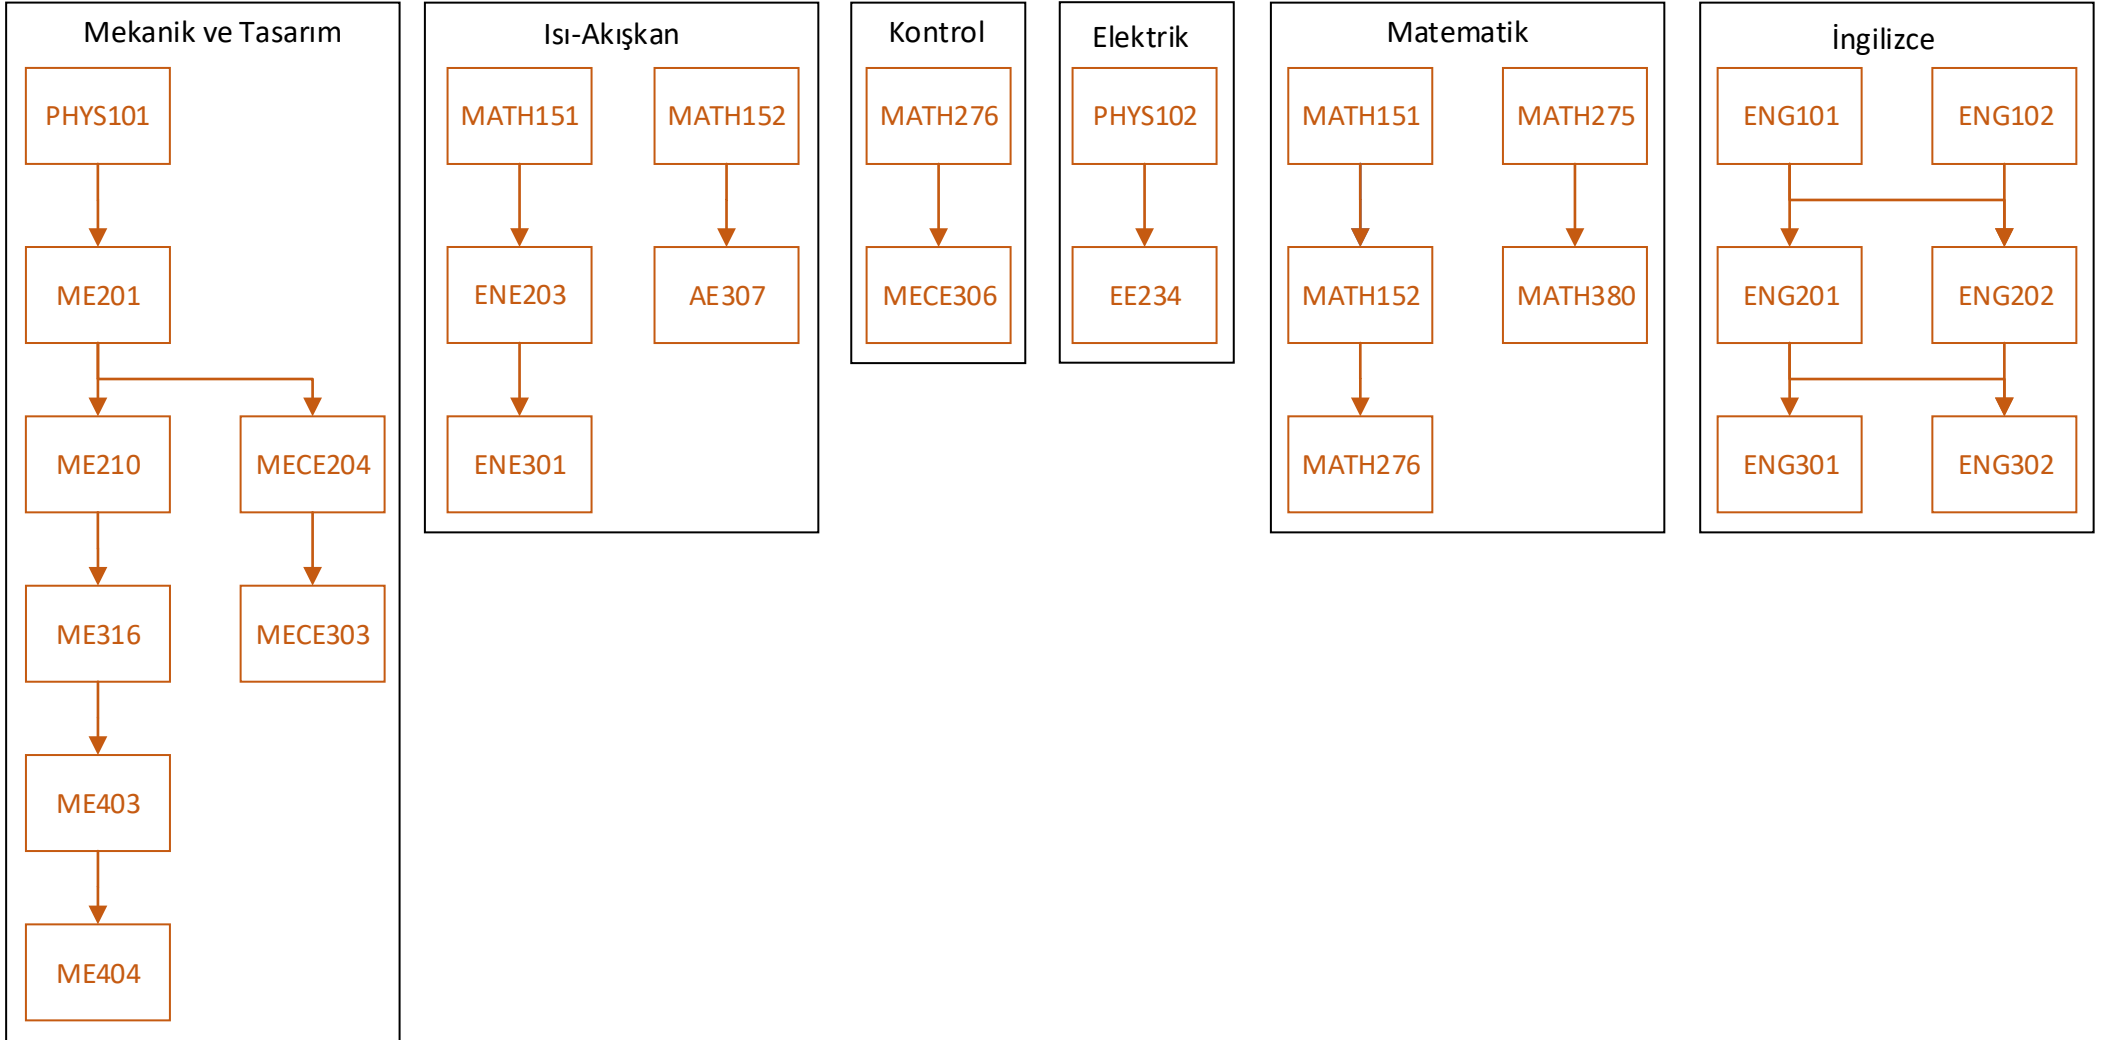 Mekanik ve Tasarım
PHYS101
ME201
ME210
MECE204
ME316
MECE303
ME403
ME404
Isı-Akışkan
MATH151
MATH152
ENE203
AE307
ENE301
Kontrol
MATH276
MECE306
Elektrik
PHYS102
EE234
Matematik
MATH151
MATH275
MATH152
MATH380
MATH276
İngilizce
ENG101
ENG102
ENG201
ENG202
ENG301
ENG302